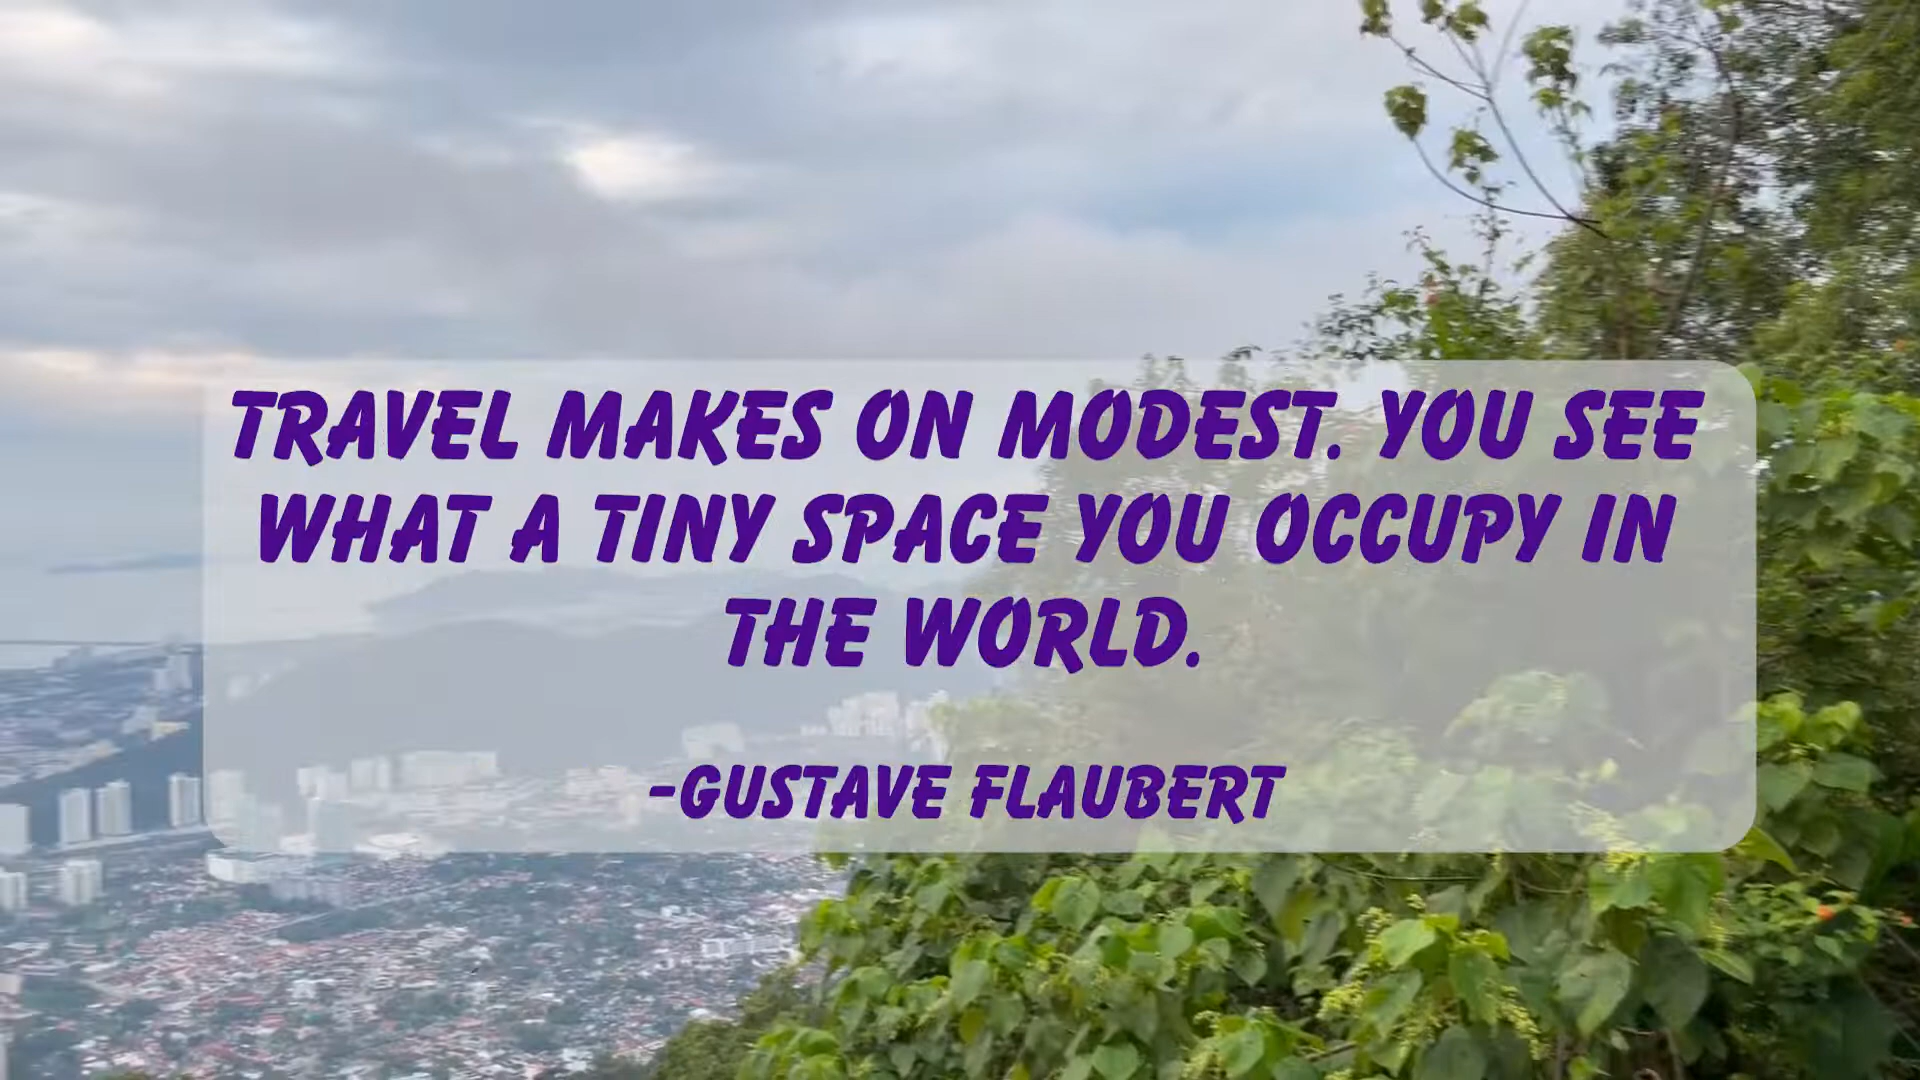 TRAVEL MAKES ON MODEST. YOU SEE
WHAT A TINY SPACE YOU OCCUPY IN
THE WORLD.
-GUSTAVE FLAUBERT